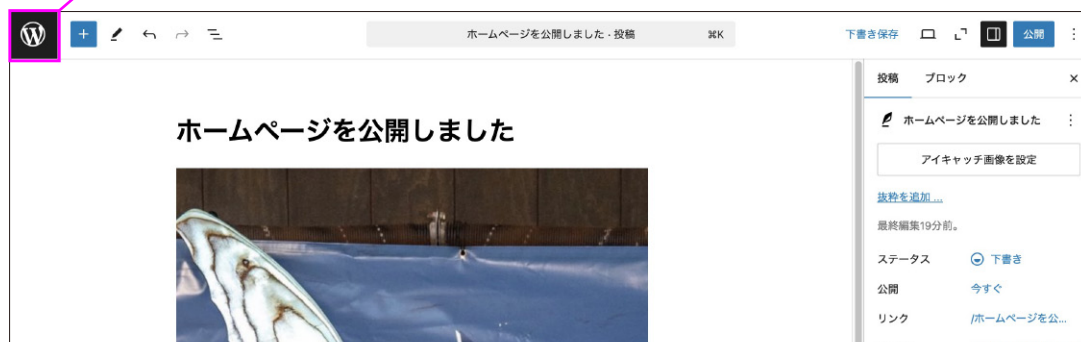 ホームページを公開しました · 投稿 ⌘K
下書き保存
公開
投稿 ブロック ×
ホームページを公開しました
ホームページを公開しました
アイキャッチ画像を設定
抜粋を追加 ...
最終編集19分前。
ステータス 下書き
公開 今すぐ
リンク /ホームページを公...